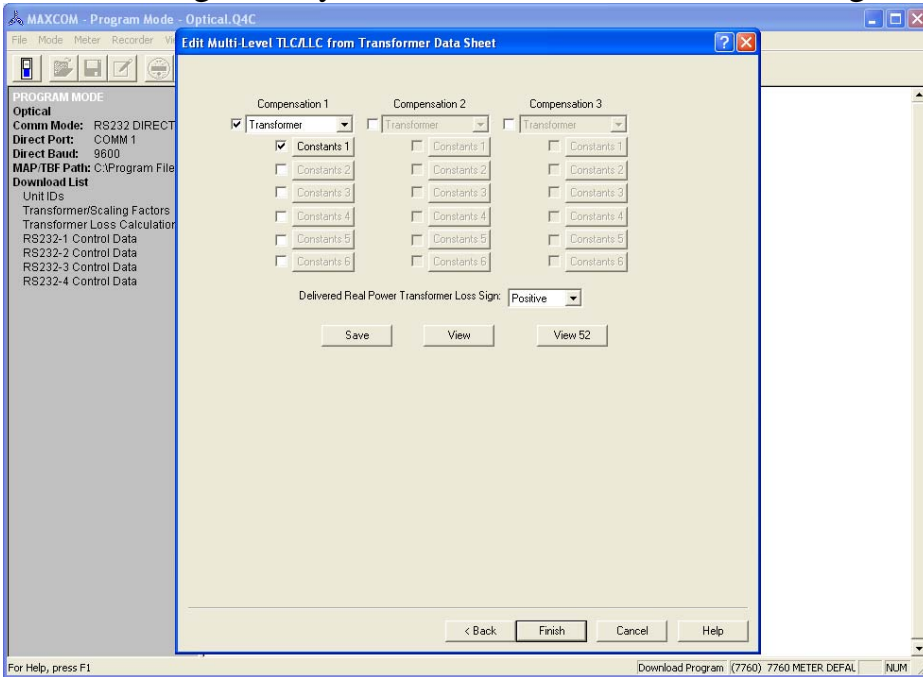 MAXCOM - Program Mode - Optical.Q4C
File Mode Meter Recorder
Edit Multi-Level TLC/LLC from Transformer Data Sheet
PROGRAM MODE
Optical
Comm Mode: RS232 DIRECT
Direct Port: COMM 1
Direct Baud: 9600
MAP/TBF Path: C:\Program File
Download List
Unit IDs
Transformer/Scaling Factors
Transformer Loss Calculation
RS232-1 Control Data
RS232-2 Control Data
RS232-3 Control Data
RS232-4 Control Data
Compensation 1 Compensation 2 Compensation 3
Transformer Transformer Transformer
Constants 1 Constants 1 Constants 1
Constants 2 Constants 2 Constants 2
Constants 3 Constants 3 Constants 3
Constants 4 Constants 4 Constants 4
Constants 5 Constants 5 Constants 5
Constants 6 Constants 6 Constants 6
Delivered Real Power Transformer Loss Sign: Positive
Save View View 52
< Back Finish Cancel Help
For Help, press F1 Download Program (7760) 7760 METER DEFAL NUM